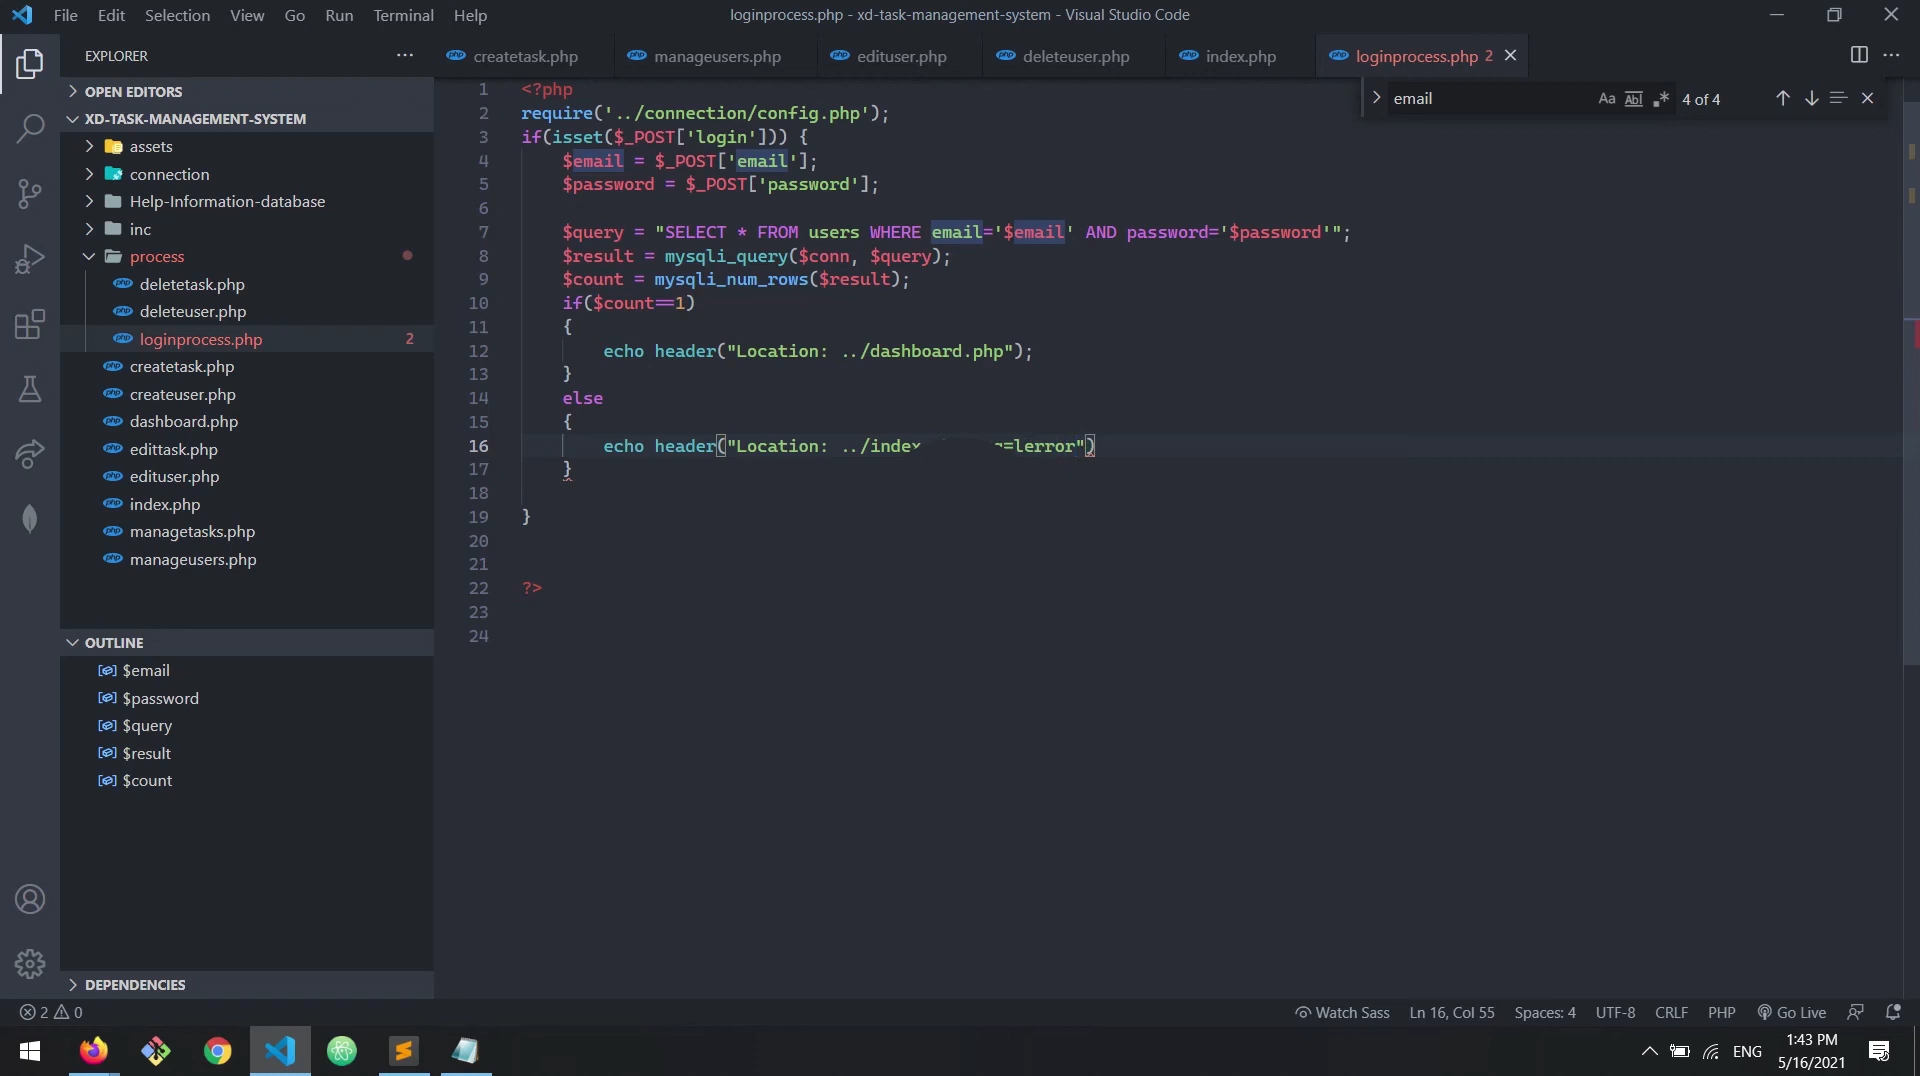 File Edit Selection View Go Run Terminal Help
loginprocess.php - xd-task-management-system - Visual Studio Code
EXPLORER
createtask.php manageusers.php edituser.php deleteuser.php index.php loginprocess.php 2
email
4 of 4
OPEN EDITORS
XD-TASK-MANAGEMENT-SYSTEM
assets
connection
Help-Information-database
inc
process
deletetask.php
deleteuser.php
loginprocess.php 2
createtask.php
createuser.php
dashboard.php
edittask.php
edituser.php
index.php
managetasks.php
manageusers.php
OUTLINE
$email
$password
$query
$result
$count
DEPENDENCIES
1 <?php
2 require('../connection/config.php');
3 if(isset($_POST['login'])) {
4 $email = $_POST['email'];
5 $password = $_POST['password'];
6
7 $query = "SELECT * FROM users WHERE email='$email' AND password='$password'";
8 $result = mysqli_query($conn, $query);
9 $count = mysqli_num_rows($result);
10 if($count==1)
11 {
12 echo header("Location: ../dashboard.php");
13 }
14 else
15 {
16 echo header("Location: ../index =lerror")
17 }
18
19 }
20
21
22 ?>
23
24
2 0
Watch Sass Ln 16, Col 55 Spaces: 4 UTF-8 CRLF PHP Go Live
ENG
1:43 PM
5/16/2021